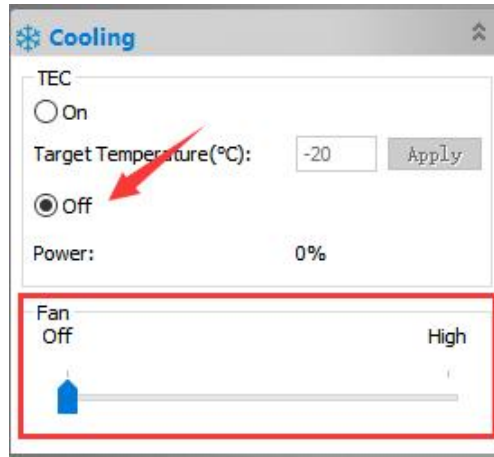 Cooling
TEC
On
Target Temperature(°C): -20 Apply
Off
Power: 0%
Fan
Off High